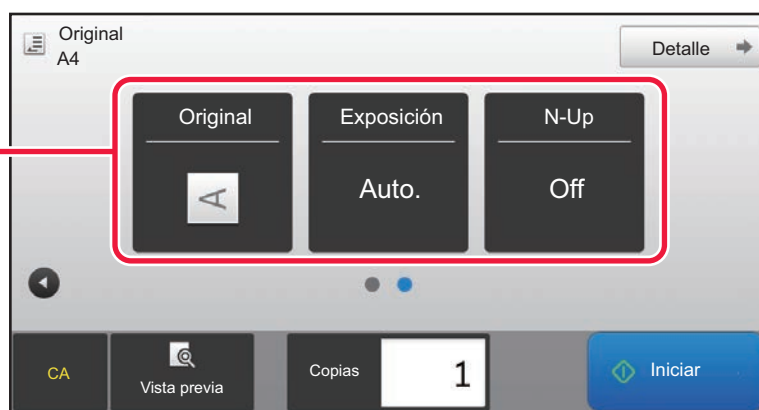 Original
A4
Detalle
Original
Exposición
N-Up
A
Auto.
Off
CA
Vista previa
Copias
1
Iniciar